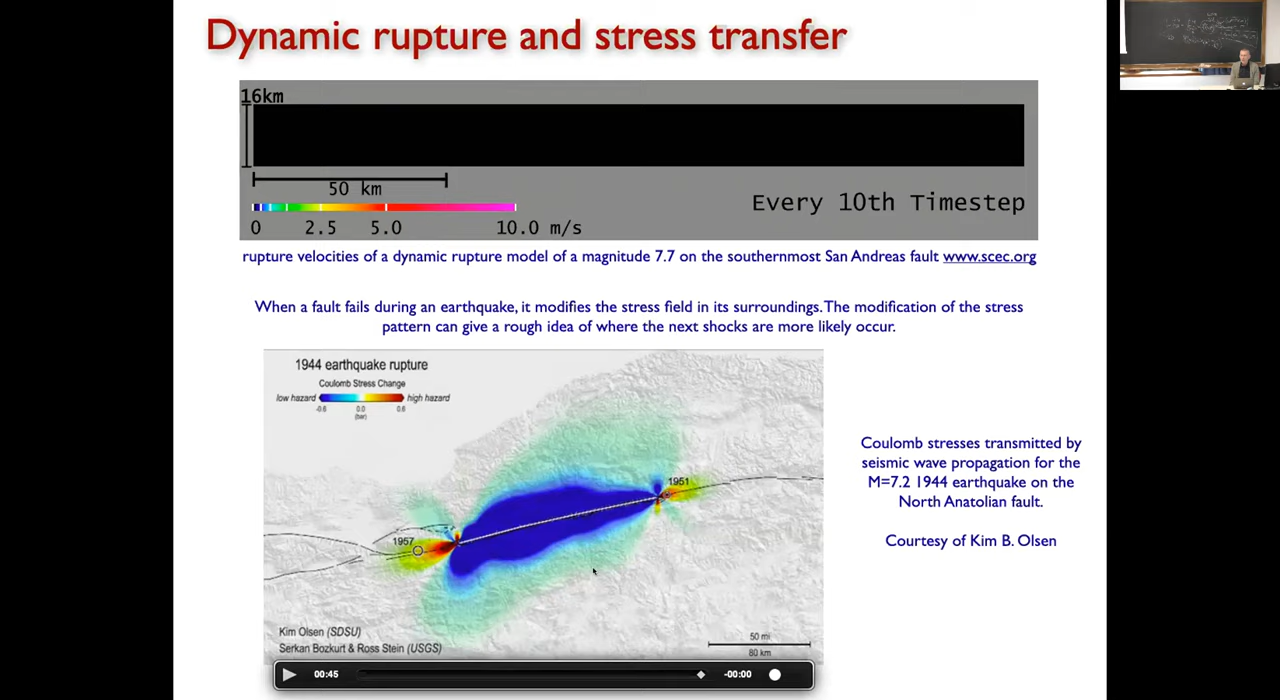 Dynamic rupture and stress transfer
16km
50 km
0 2.5 5.0 10.0 m/s
Every 10th Timestep
rupture velocities of a dynamic rupture model of a magnitude 7.7 on the southernmost San Andreas fault www.scec.org
When a fault fails during an earthquake, it modifies the stress field in its surroundings. The modification of the stress
pattern can give a rough idea of where the next shocks are more likely occur.
1944 earthquake rupture
Coulomb Stress Change
low hazard high hazard
-0.6 0.0 0.6
(bar)
1951
1957
Kim Olsen (SDSU)
Serkan Bozkurt & Ross Stein (USGS)
50 mi
80 km
00:45 -00:00
Coulomb stresses transmitted by
seismic wave propagation for the
M=7.2 1944 earthquake on the
North Anatolian fault.
Courtesy of Kim B. Olsen